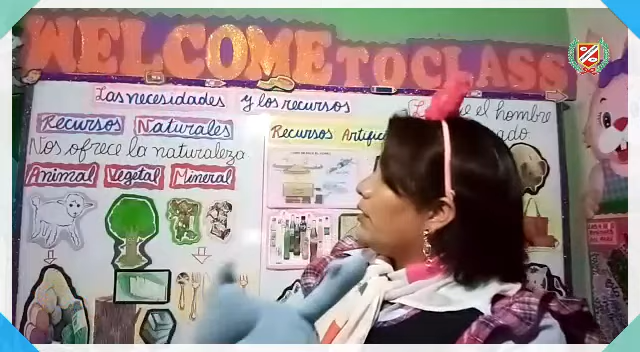 WELCOME TO CLASS
Las necesidades y los recursos
Recursos Naturales
Nos ofrece la naturaleza
Animal Vegetal Mineral
Recursos
el hombre